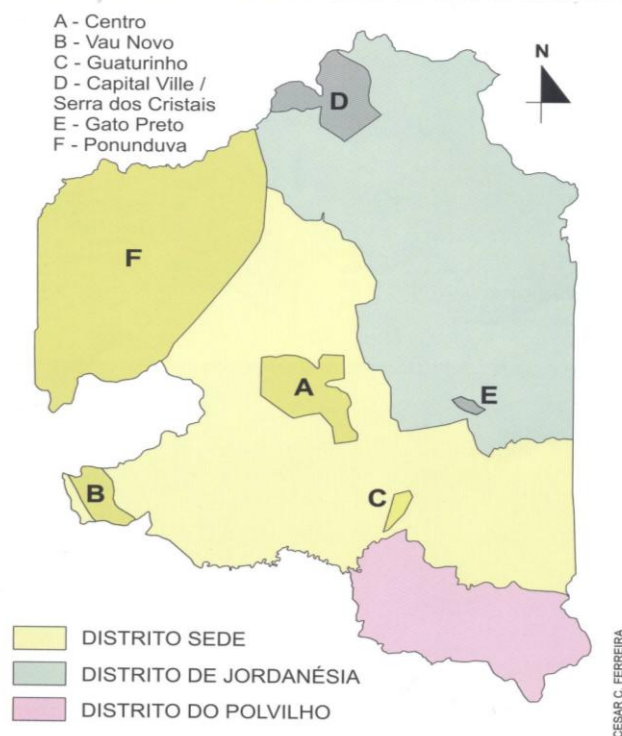 A - Centro
B - Vau Novo
C - Guaturinho
D - Capital Ville /
Serra dos Cristais
E - Gato Preto
F - Ponunduva
N
D
F
A
E
B
C
DISTRITO SEDE
DISTRITO DE JORDANÉSIA
DISTRITO DO POLVILHO
CESAR C. FERREIRA